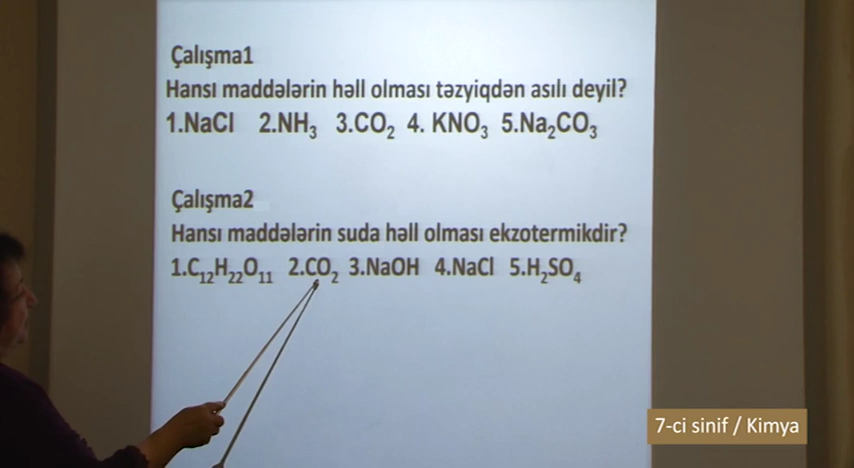 Çalışma1
Hansı maddələrin həll olması təzyiqdən asılı deyil?
1.NaCl 2.NH₃ 3.CO₂ 4. KNO₃ 5.Na₂CO₃
Çalışma2
Hansı maddələrin suda həll olması ekzotermikdir?
1.C₁₂H₂₂O₁₁ 2.CO₂ 3.NaOH 4.NaCl 5.H₂SO₄
7-ci sinif / Kimya